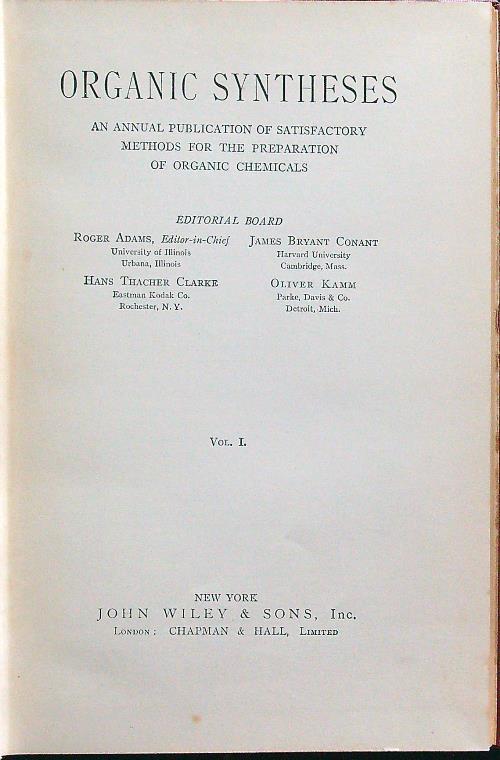 ORGANIC SYNTHESES
AN ANNUAL PUBLICATION OF SATISFACTORY
METHODS FOR THE PREPARATION
OF ORGANIC CHEMICALS
EDITORIAL BOARD
ROGER ADAMS, Editor-in-Chief
University of Illinois
Urbana, Illinois
JAMES BRYANT CONANT
Harvard University
Cambridge, Mass.
HANS THACHER CLARKE
Eastman Kodak Co.
Rochester, N. Y.
OLIVER KAMM
Parke, Davis & Co.
Detroit, Mich.
VOL. I.
NEW YORK
JOHN WILEY & SONS, Inc.
LONDON: CHAPMAN & HALL, LIMITED